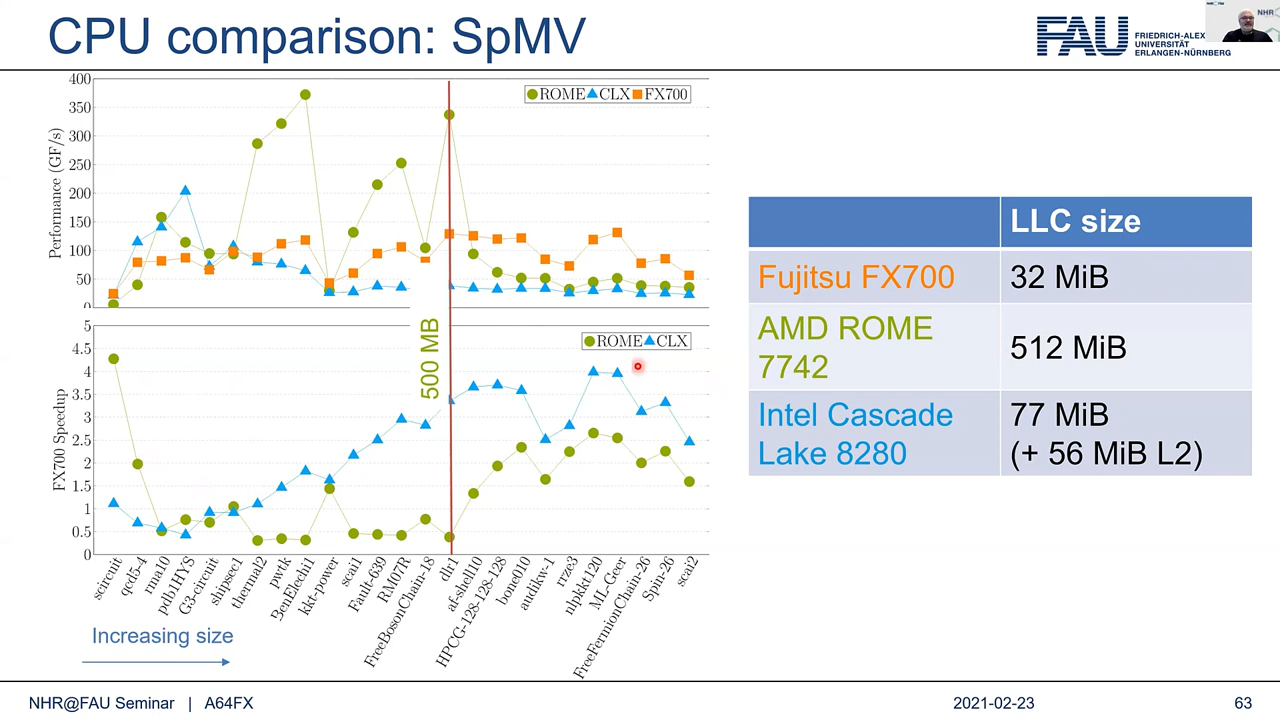 CPU comparison: SpMV
FAU
FRIEDRICH-ALEX
UNIVERSITÄT
ERLANGEN-NÜRNBERG
NHR
400
350
300
250
200
150
100
50
0
Performance (GF/s)
ROME CLX FX700
5
4.5
4
3.5
3
2.5
2
1.5
1
0.5
0
FX700 Speedup
ROME CLX
500 MB
scircuit
qcd5-4
rma10
pdb1HYS
G3-circuit
shipsec1
thermal2
pwtk
BenElechi1
kkt-power
scai1
Fault-639
RM07R
FreeBosonChain-18
dlr1
af-shell10
HPCG-128-128-128
bone010
audikw-1
rrze3
nlpkkt120
ML-Geer
FreeFermionChain-26
Spin-26
scai2
Increasing size
LLC size
Fujitsu FX700 32 MiB
AMD ROME
7742
512 MiB
Intel Cascade
Lake 8280
77 MiB
(+ 56 MiB L2)
NHR@FAU Seminar | A64FX
2021-02-23
63